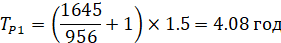 T_{P1} = (1645/956 + 1) × 1.5 = 4.08 год